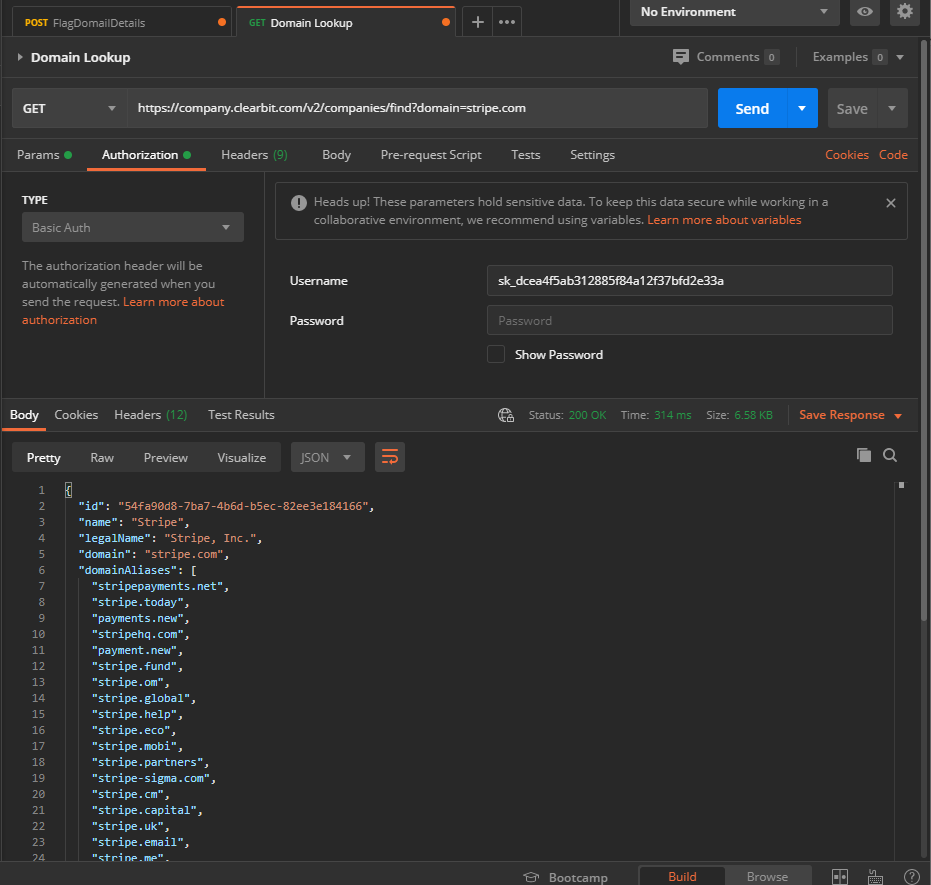 POST FlagDomailDetails
GET Domain Lookup
No Environment
Domain Lookup
Comments 0
Examples 0
GET
https://company.clearbit.com/v2/companies/find?domain=stripe.com
Send
Save
Params
Authorization
Headers (9)
Body
Pre-request Script
Tests
Settings
Cookies
Code
TYPE
Basic Auth
The authorization header will be
automatically generated when you
send the request. Learn more about
authorization
Heads up! These parameters hold sensitive data. To keep this data secure while working in a
collaborative environment, we recommend using variables. Learn more about variables
Username
sk_dcea4f5ab312885f84a12f37bfd2e33a
Password
Password
Show Password
Body
Cookies
Headers (12)
Test Results
Status: 200 OK
Time: 314 ms
Size: 6.58 KB
Save Response
Pretty
Raw
Preview
Visualize
JSON
1 {
2 "id": "54fa90d8-7ba7-4b6d-b5ec-82ee3e184166",
3 "name": "Stripe",
4 "legalName": "Stripe, Inc.",
5 "domain": "stripe.com",
6 "domainAliases": [
7 "stripepayments.net",
8 "stripe.today",
9 "payments.new",
10 "stripehq.com",
11 "payment.new",
12 "stripe.fund",
13 "stripe.om",
14 "stripe.global",
15 "stripe.help",
16 "stripe.eco",
17 "stripe.mobi",
18 "stripe.partners",
19 "stripe-sigma.com",
20 "stripe.cm",
21 "stripe.capital",
22 "stripe.uk",
23 "stripe.email",
24 "stripe.me",
Bootcamp
Build
Browse